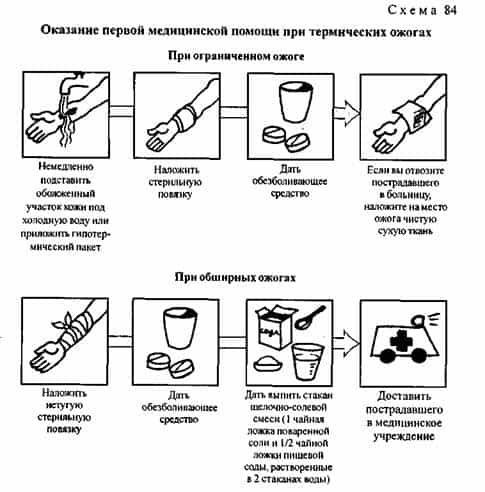 Схема 84
Оказание первой медицинской помощи при термических ожогах
При ограниченном ожоге
Немедленно
подставить
обожженный
участок кожи под
холодную воду или
приложить гипотер-
мический пакет
Наложить
стерильную
повязку
Дать
обезболивающее
средство
Если вы отвозите
пострадавшего
в больницу,
наложите на место
ожога чистую
сухую ткань
При обширных ожогах
Наложить
нетугую
стерильную
повязку
Дать
обезболивающее
средство
сода
Дать выпить стакан
щелочно-солевой
смеси (1 чайная
ложка поваренной
соли и 1/2 чайной
ложки пищевой
соды, растворенные
в 2 стаканах воды)
Доставить
пострадавшего
в медицинское
учреждение